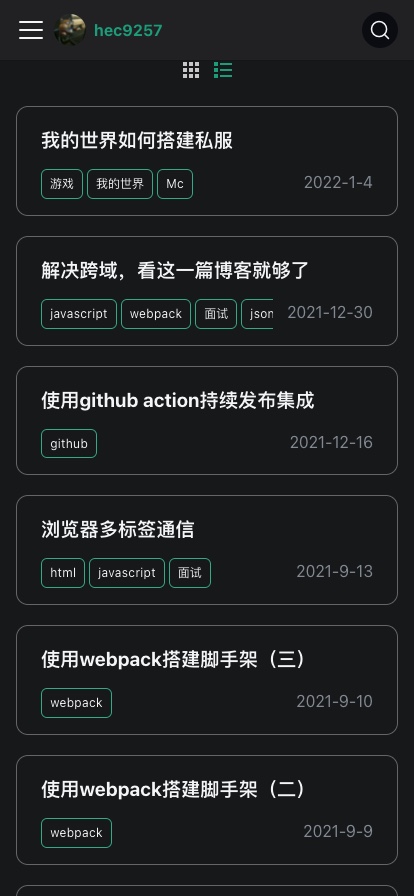 hec9257
我的世界如何搭建私服
游戏 我的世界 Mc 2022-1-4
解决跨域，看这一篇博客就够了
javascript webpack 面试 json 2021-12-30
使用github action持续发布集成
github 2021-12-16
浏览器多标签通信
html javascript 面试 2021-9-13
使用webpack搭建脚手架（三）
webpack 2021-9-10
使用webpack搭建脚手架（二）
webpack 2021-9-9